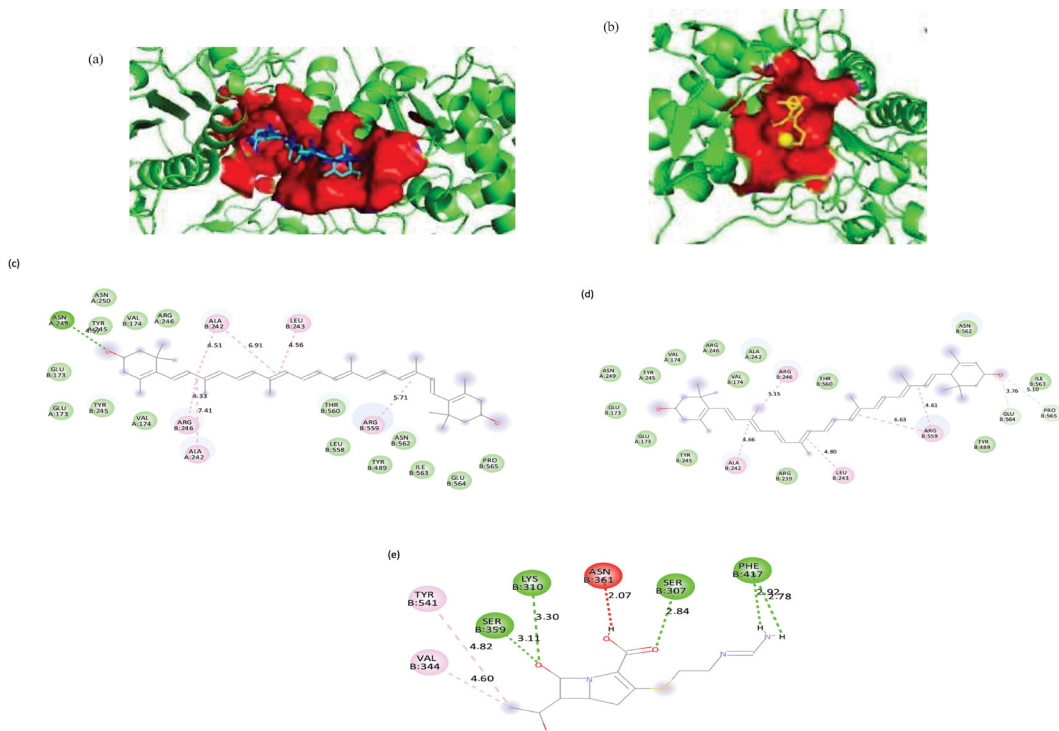 (a)
(b)
(c)
ASN
A:250
ASN
A:249
TYR
A:245
VAL
B:174
ARG
A:246
ALA
B:242
LEU
B:243
4.51
6.91
4.56
GLU
B:173
4.33
7.41
5.71
GLU
A:173
TYR
B:245
VAL
A:174
ARG
B:246
ALA
A:242
THR
B:560
ARG
B:559
LEU
B:558
ASN
B:562
TYR
B:489
ILE
B:563
GLU
B:564
PRO
B:565
(d)
ASN
B:562
VAL
A:174
ARG
A:246
ALA
A:242
ASN
A:249
TYR
A:245
VAL
B:174
ARG
B:246
THR
B:560
ILE
B:563
GLU
B:173
5.15
4.61
3.76
5.10
GLU
B:564
PRO
B:565
GLU
A:173
6.63
ARG
B:559
TYR
B:489
TYR
B:245
4.66
4.80
ALA
B:242
ARG
B:239
LEU
B:243
(e)
TYR
B:541
LYS
B:310
ASN
B:361
SER
B:307
PHE
B:417
SER
B:359
3.30
2.07
2.84
2.92
2.78
VAL
B:344
4.82
3.11
4.60
H
O
O
O
N
S
N
N
H
H